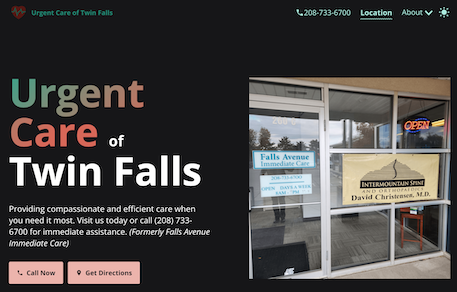 Urgent Care of Twin Falls
208-733-6700
Location
About
Urgent
Care of
Twin Falls
Providing compassionate and efficient care when
you need it most. Visit us today or call (208) 733-
6700 for immediate assistance. (Formerly Falls Avenue
Immediate Care)
Call Now
Get Directions
Falls Avenue
Immediate Care
208-733-6700
DAYS A WEEK
OPEN
INTERMOUNTAIN SPINE
AND ORTHOPAEDICS
David Christensen, M.D.